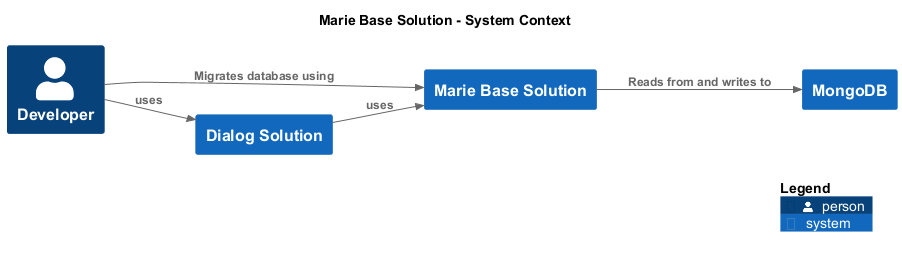 Marie Base Solution - System Context
Developer
Migrates database using
uses
Dialog Solution
uses
Marie Base Solution
Reads from and writes to
MongoDB
Legend
person
system